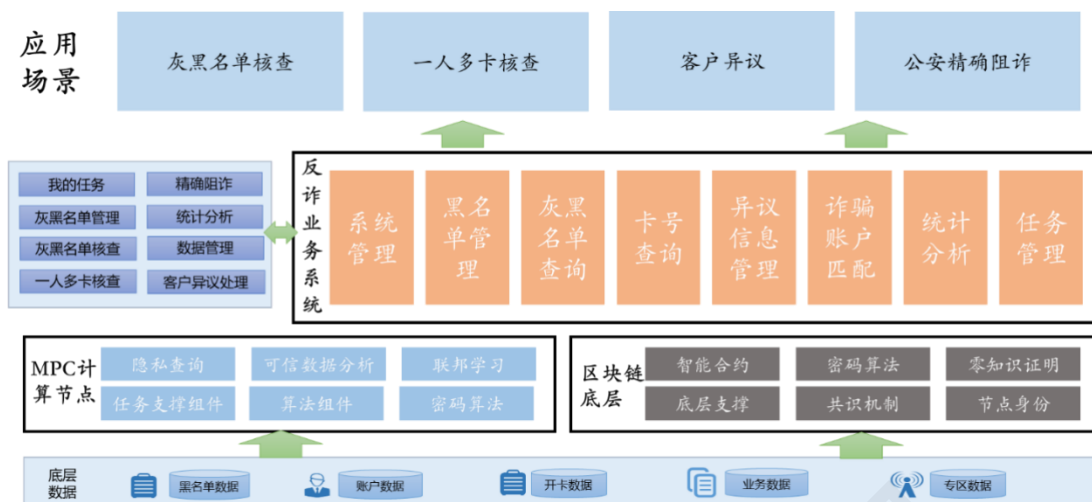 应用
场景
灰黑名单核查
一人多卡核查
客户异议
公安精确阻诈
我的任务
精确阻诈
灰黑名单管理
统计分析
灰黑名单核查
数据管理
一人多卡核查
客户异议处理
反诈业务系统
系统
管理
黑名
单管
理
灰黑
名单
查询
卡号
查询
异议
信息
管理
诈骗
账户
匹配
统计
分析
任务
管理
MPC计
算节点
隐私查询
可信数据分析
联邦学习
任务支撑组件
算法组件
密码算法
区块链
底层
智能合约
密码算法
零知识证明
底层支撑
共识机制
节点身份
底层
数据
黑名单数据
账户数据
开卡数据
业务数据
专区数据